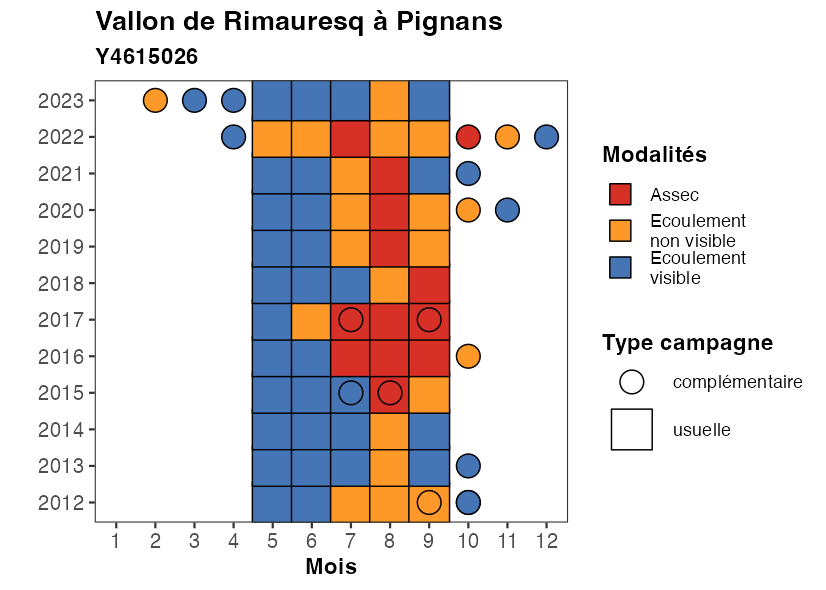 Vallon de Rimauresq à Pignans
Y4615026
2023
2022
2021
2020
2019
2018
2017
2016
2015
2014
2013
2012
1 2 3 4 5 6 7 8 9 10 11 12
Mois
Modalités
Assec
Ecoulement
non visible
Ecoulement
visible
Type campagne
complémentaire
usuelle